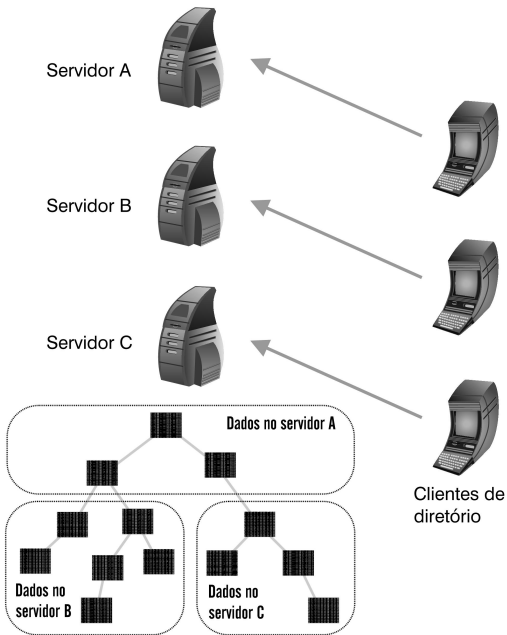 Servidor A
Servidor B
Servidor C
Clientes de
diretório
Dados no servidor A
Dados no
servidor B
Dados no
servidor C